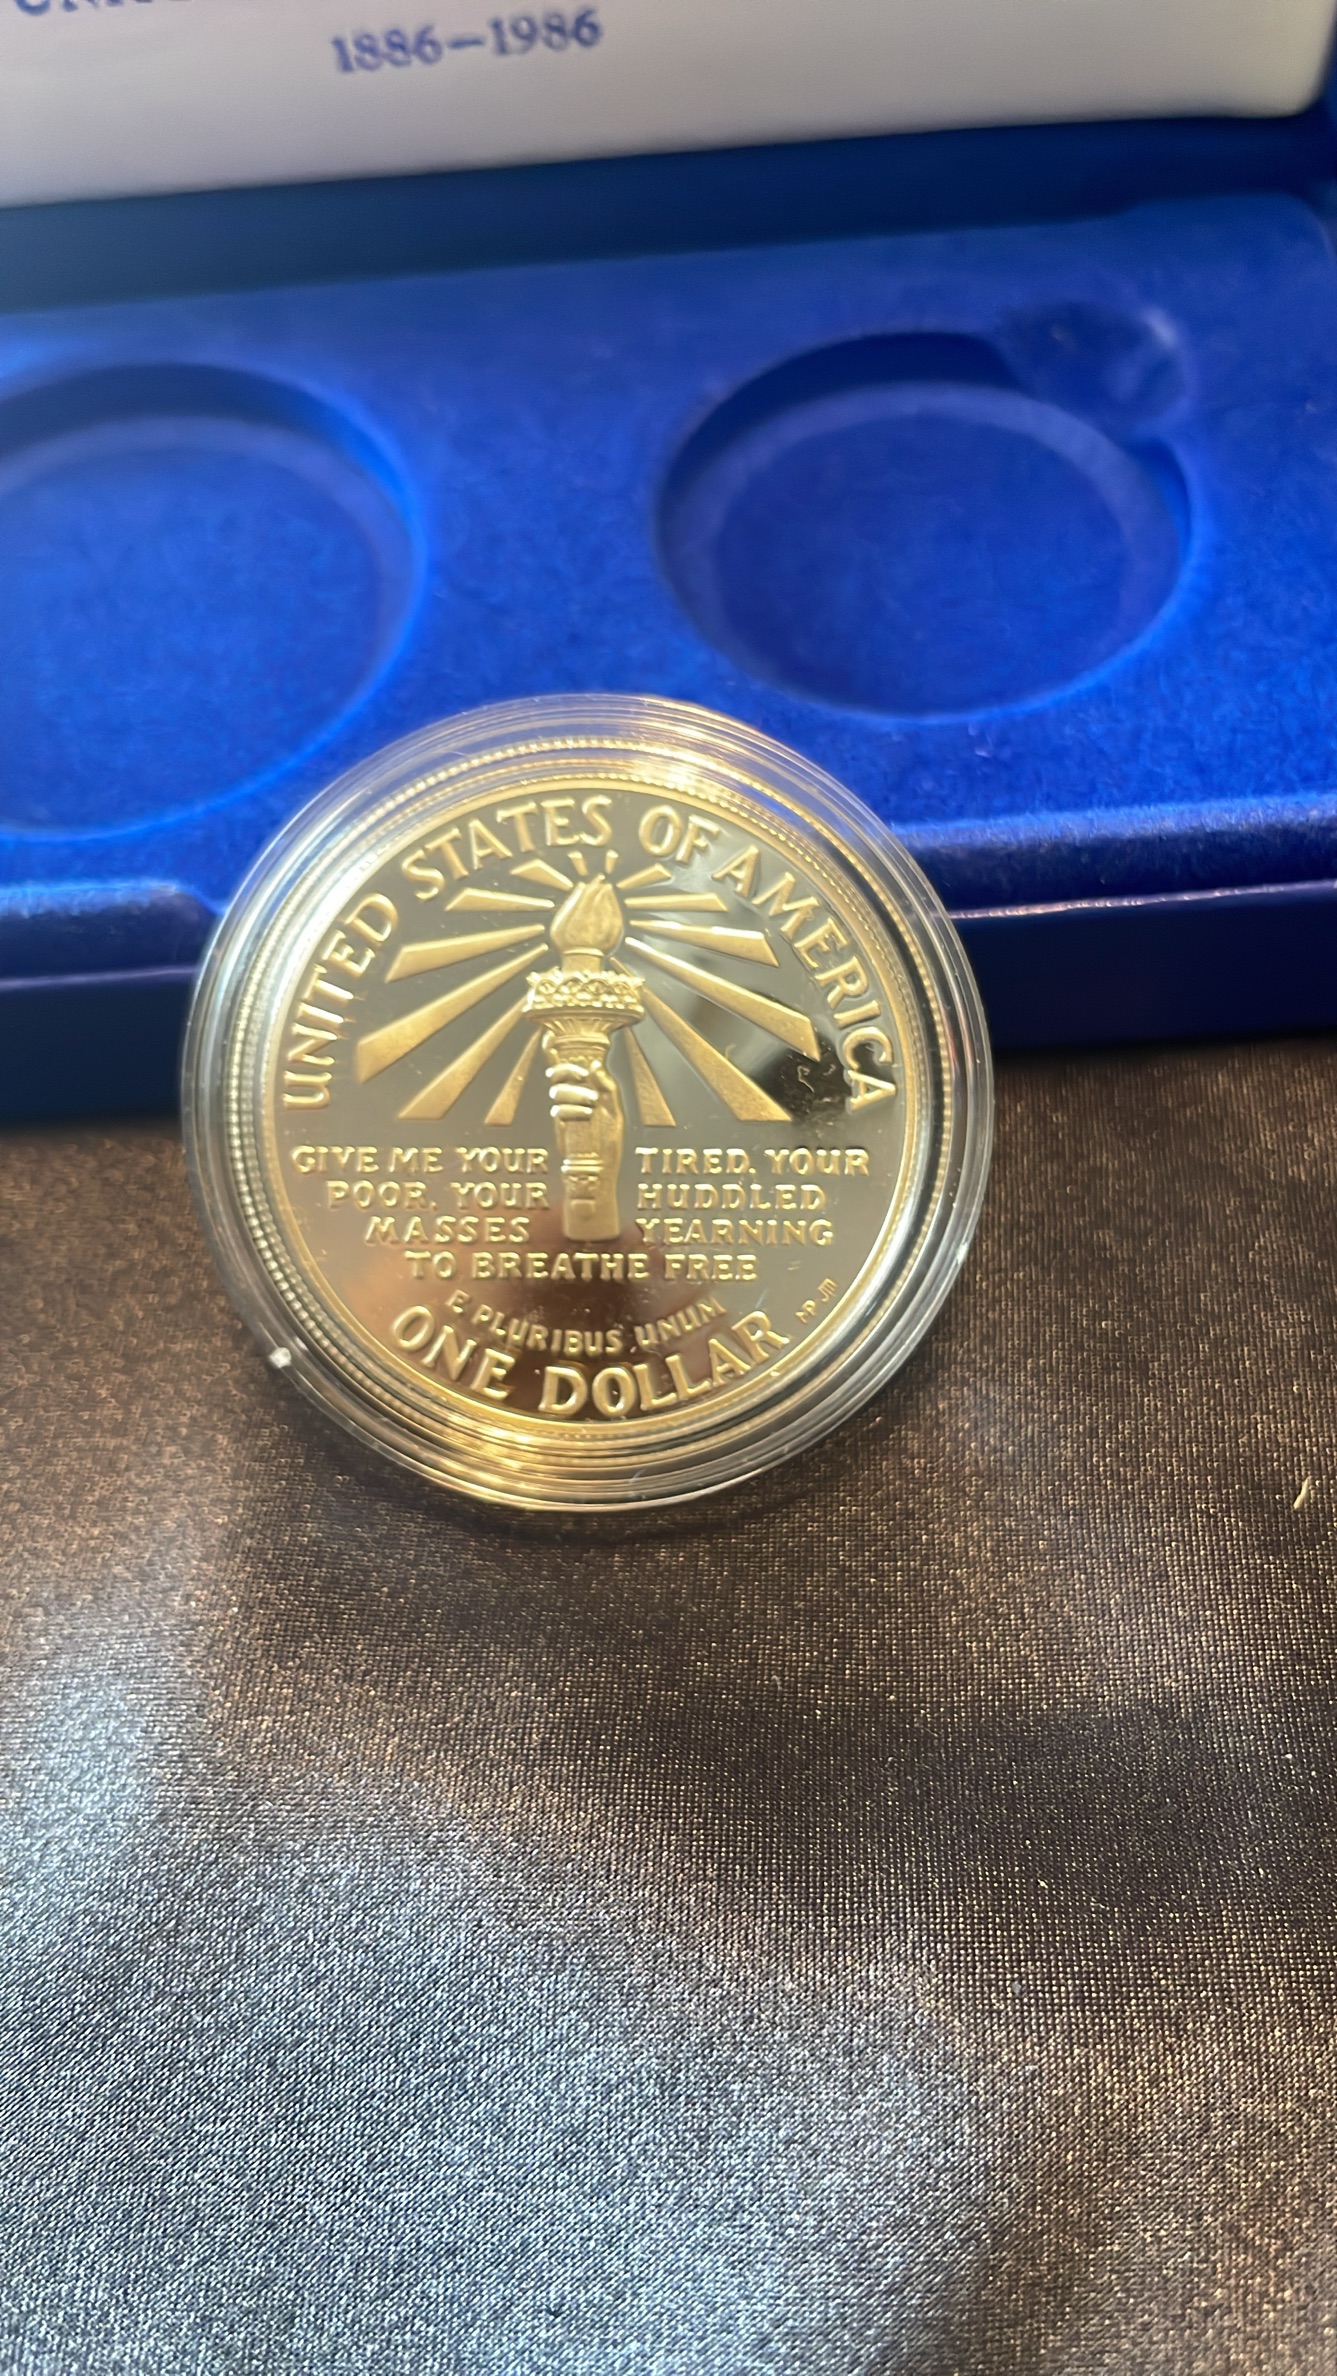 1886–1986
UNITED STATES OF AMERICA
GIVE ME YOUR TIRED, YOUR
POOR, YOUR HUDDLED
MASSES YEARNING
TO BREATHE FREE
E PLURIBUS UNUM
ONE DOLLAR